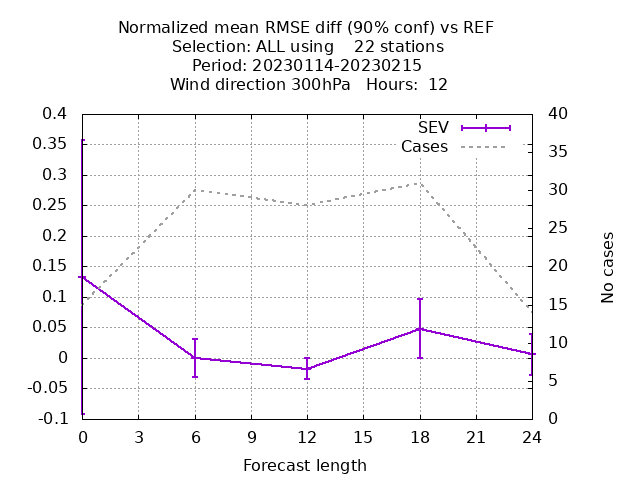 Normalized mean RMSE diff (90% conf) vs REF
Selection: ALL using    22 stations
Period: 20230114-20230215
Wind direction 300hPa   Hours:  12
SEV
Cases
0.4
0.35
0.3
0.25
0.2
0.15
0.1
0.05
0
-0.05
-0.1
40
35
30
25
20
15
10
5
0
No cases
0 3 6 9 12 15 18 21 24
Forecast length